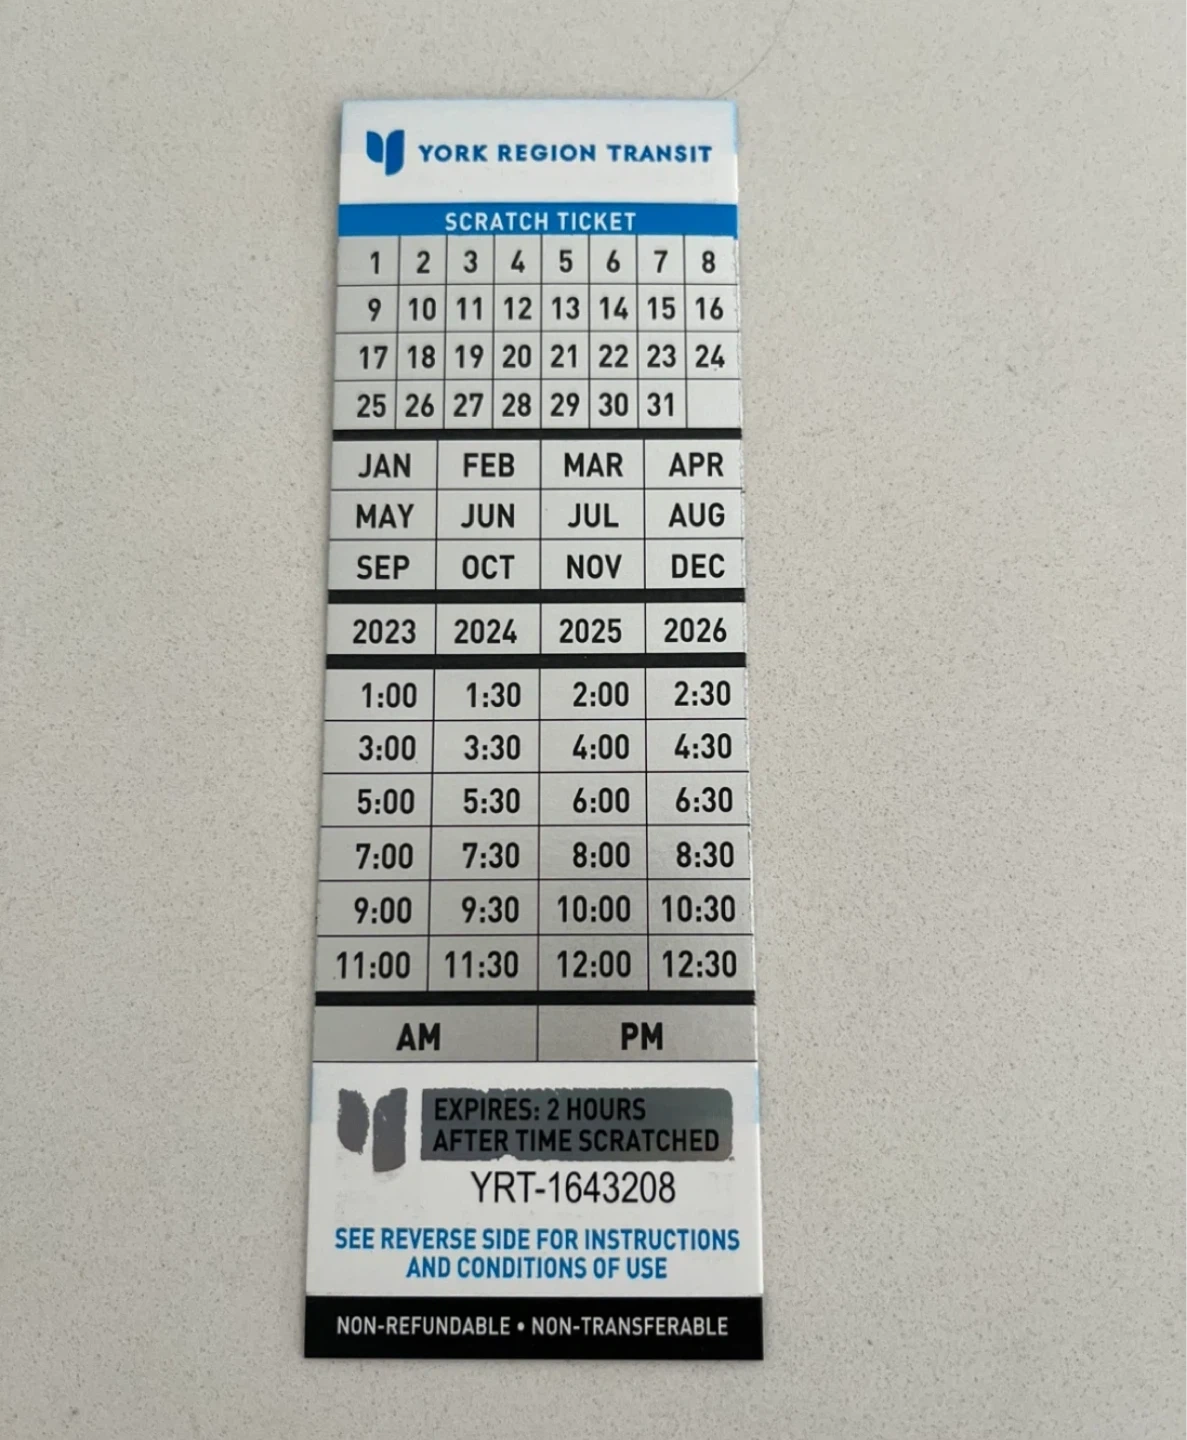 YORK REGION TRANSIT
SCRATCH TICKET
1 2 3 4 5 6 7 8
9 10 11 12 13 14 15 16
17 18 19 20 21 22 23 24
25 26 27 28 29 30 31
JAN FEB MAR APR
MAY JUN JUL AUG
SEP OCT NOV DEC
2023 2024 2025 2026
1:00 1:30 2:00 2:30
3:00 3:30 4:00 4:30
5:00 5:30 6:00 6:30
7:00 7:30 8:00 8:30
9:00 9:30 10:00 10:30
11:00 11:30 12:00 12:30
AM PM
EXPIRES: 2 HOURS
AFTER TIME SCRATCHED
YRT-1643208
SEE REVERSE SIDE FOR INSTRUCTIONS
AND CONDITIONS OF USE
NON-REFUNDABLE • NON-TRANSFERABLE